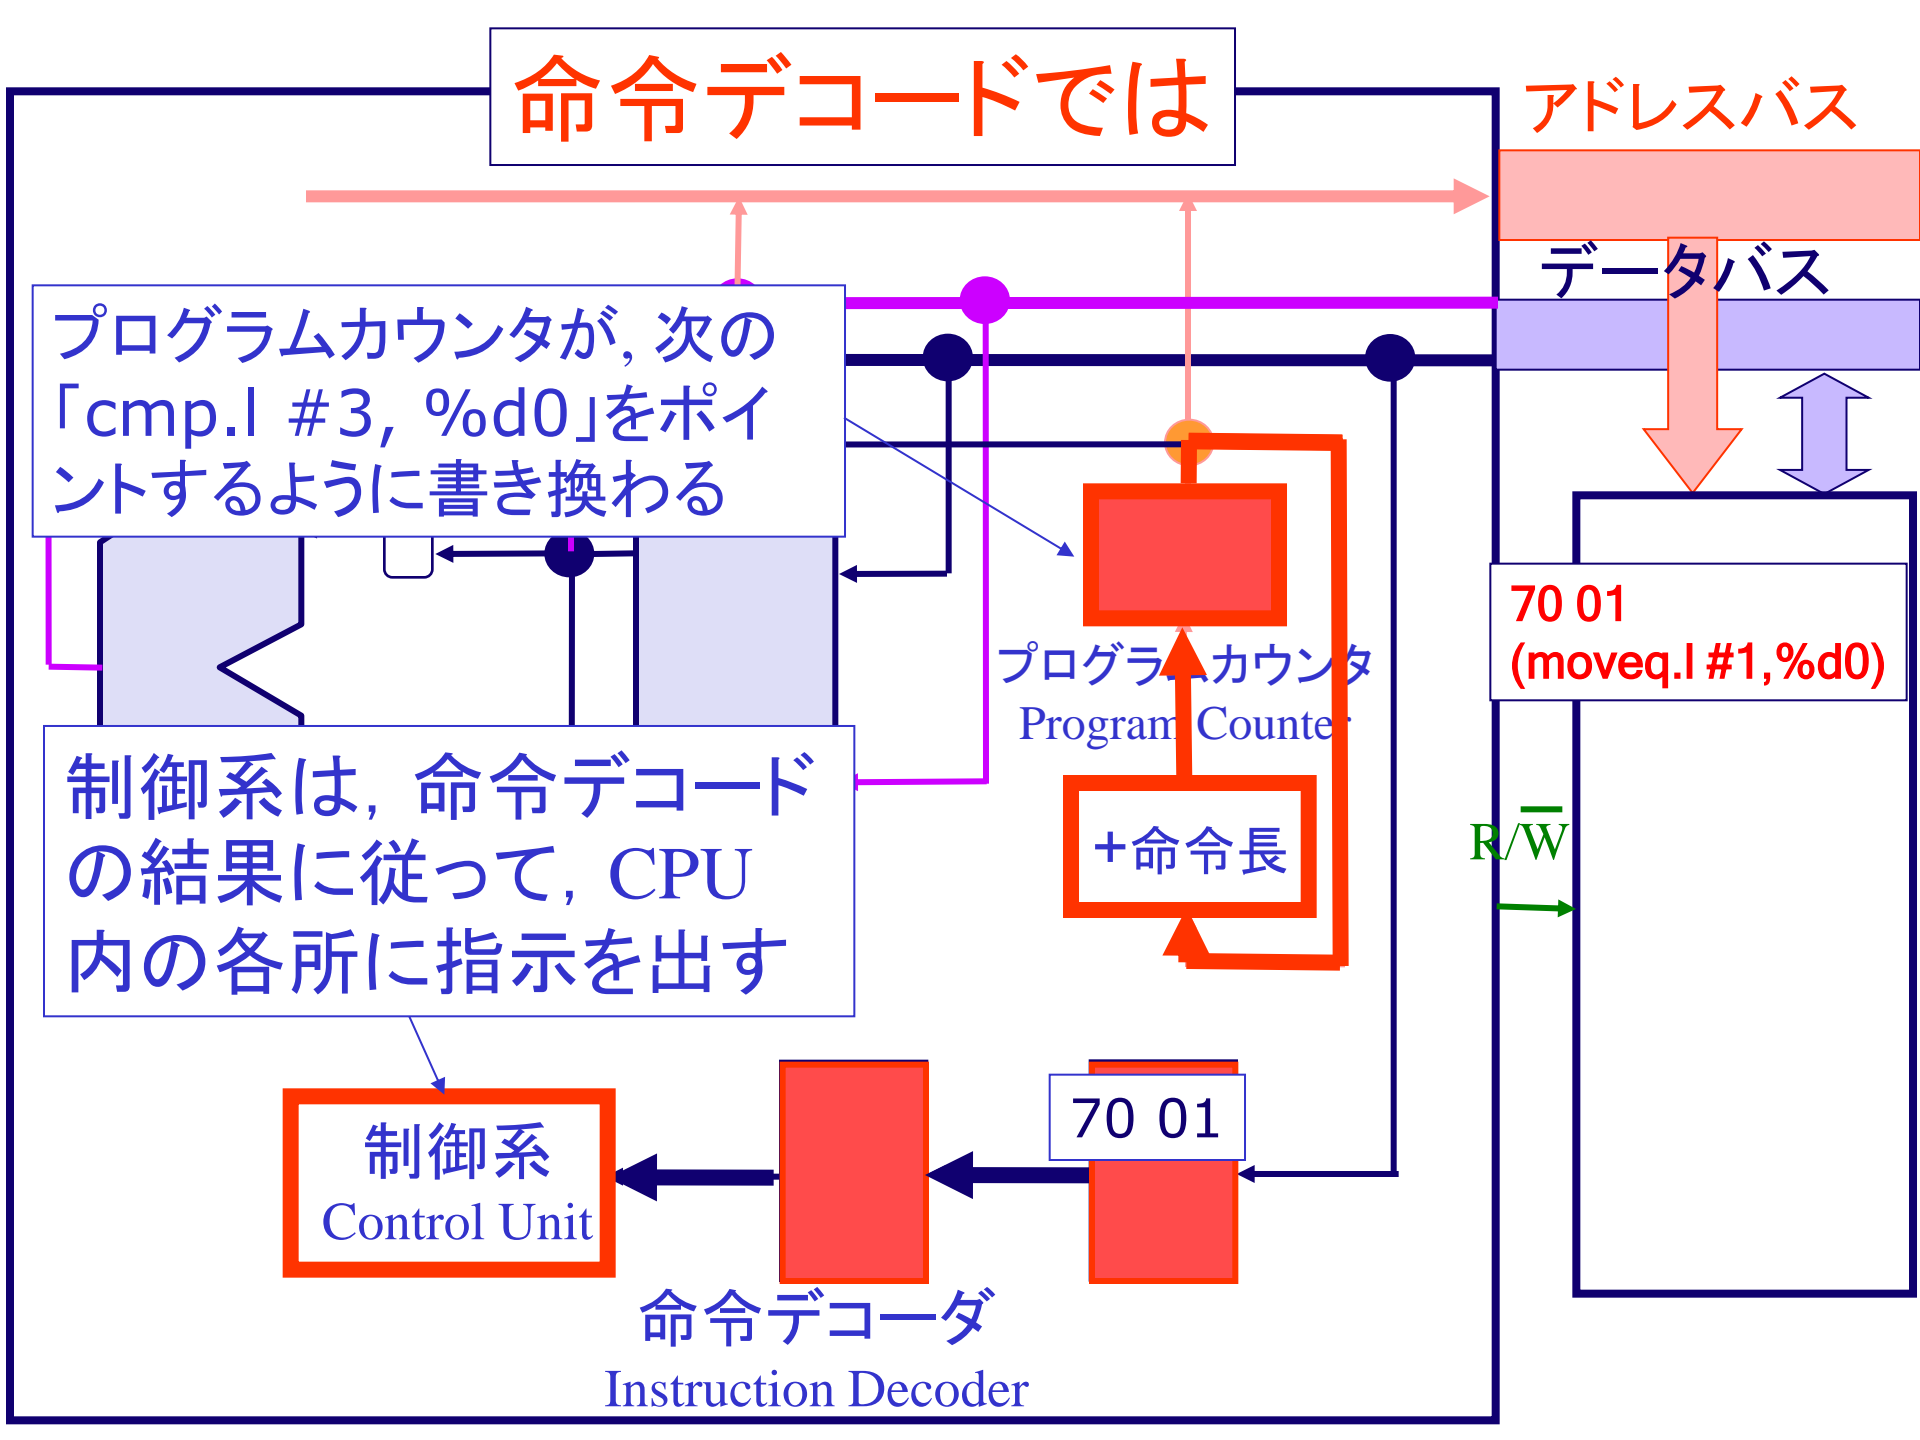 命令デコードでは
アドレスバス
データバス
プログラムカウンタが，次の
「cmp.l #3, %d0」をポイ
ントするように書き換わる
70 01
(moveq.l #1,%d0)
プログラムカウンタ
Program Counter
制御系は，命令デコード
の結果に従って，CPU
内の各所に指示を出す
+命令長
R/W̅
70 01
制御系
Control Unit
命令デコーダ
Instruction Decoder